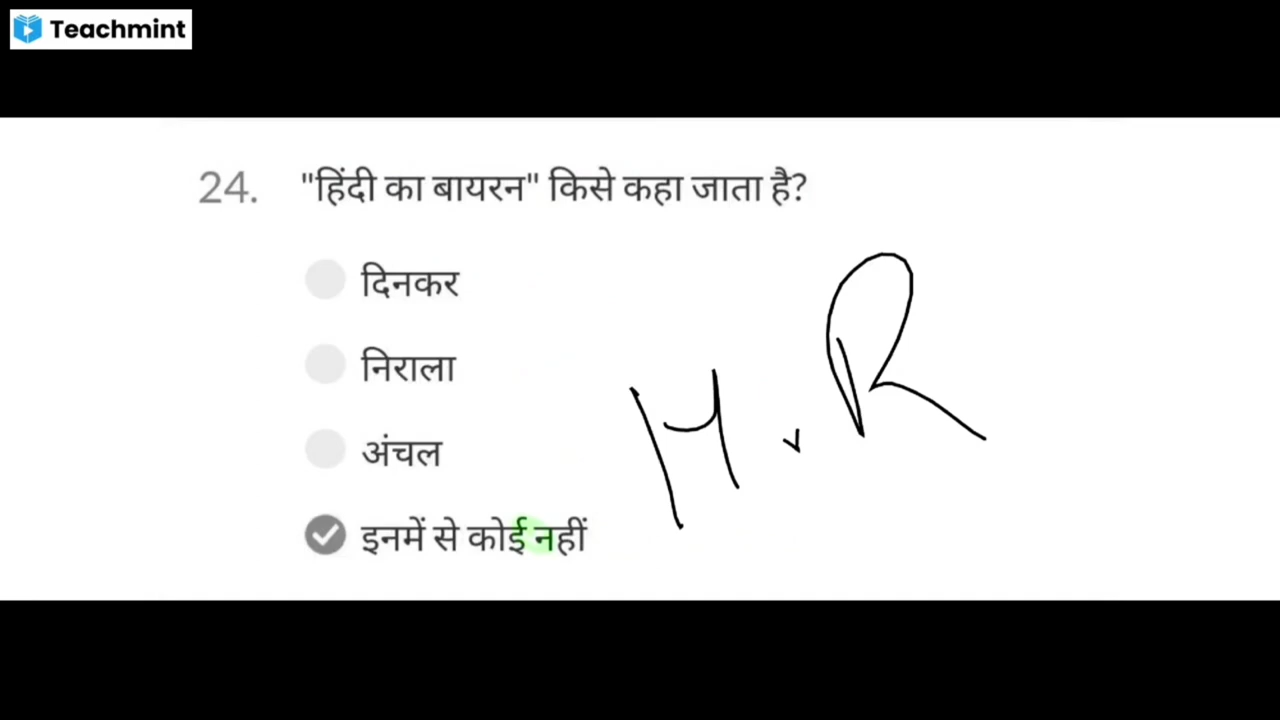 Teachmint
24. "हिंदी का बायरन" किसे कहा जाता है?
दिनकर
निराला
अंचल
इनमें से कोई नहीं
H.R